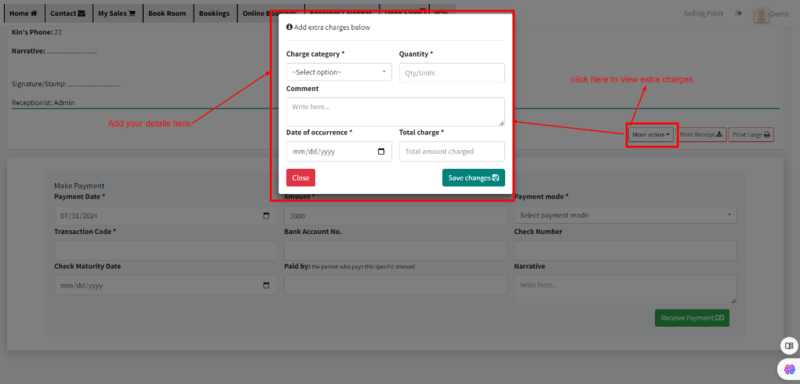 Home
Contact
My Sales
Book Room
Bookings
Online Bookings
Selling Point
Demo
Kin's Phone: 22
Narrative: ............................
Signature/Stamp: ............................
Receptionist: Admin
Add extra charges below
Charge category *
Quantity *
~Select option~
Qty/Units
Comment
Write here...
Date of occurrence *
Total charge *
mm/dd/yyyy
Total amount charged
Close
Save changes
Add your details here.
click here to view extra charges
Main action
Print Receipt
Print Large
Make Payment
Payment Date *
Amount *
Payment mode *
07/31/2024
7000
Select payment mode
Transaction Code *
Bank Account No.
Check Number
Check Maturity Date
Paid by: the person who pays this specific amount
Narrative
mm/dd/yyyy
write here...
Receive Payment